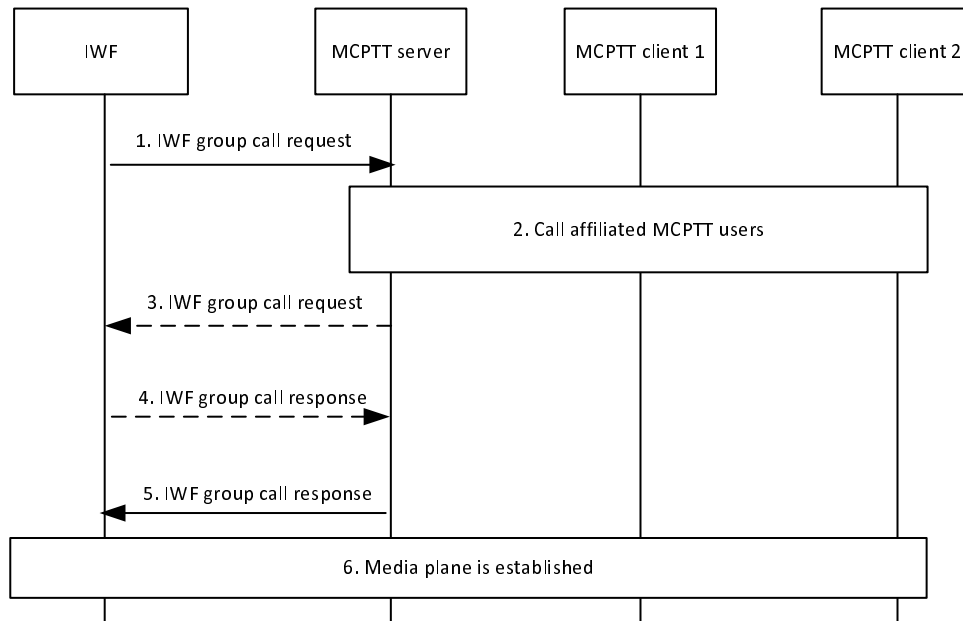 IWF
MCPTT server
MCPTT client 1
MCPTT client 2
1. IWF group call request
2. Call affiliated MCPTT users
3. IWF group call request
4. IWF group call response
5. IWF group call response
6. Media plane is established